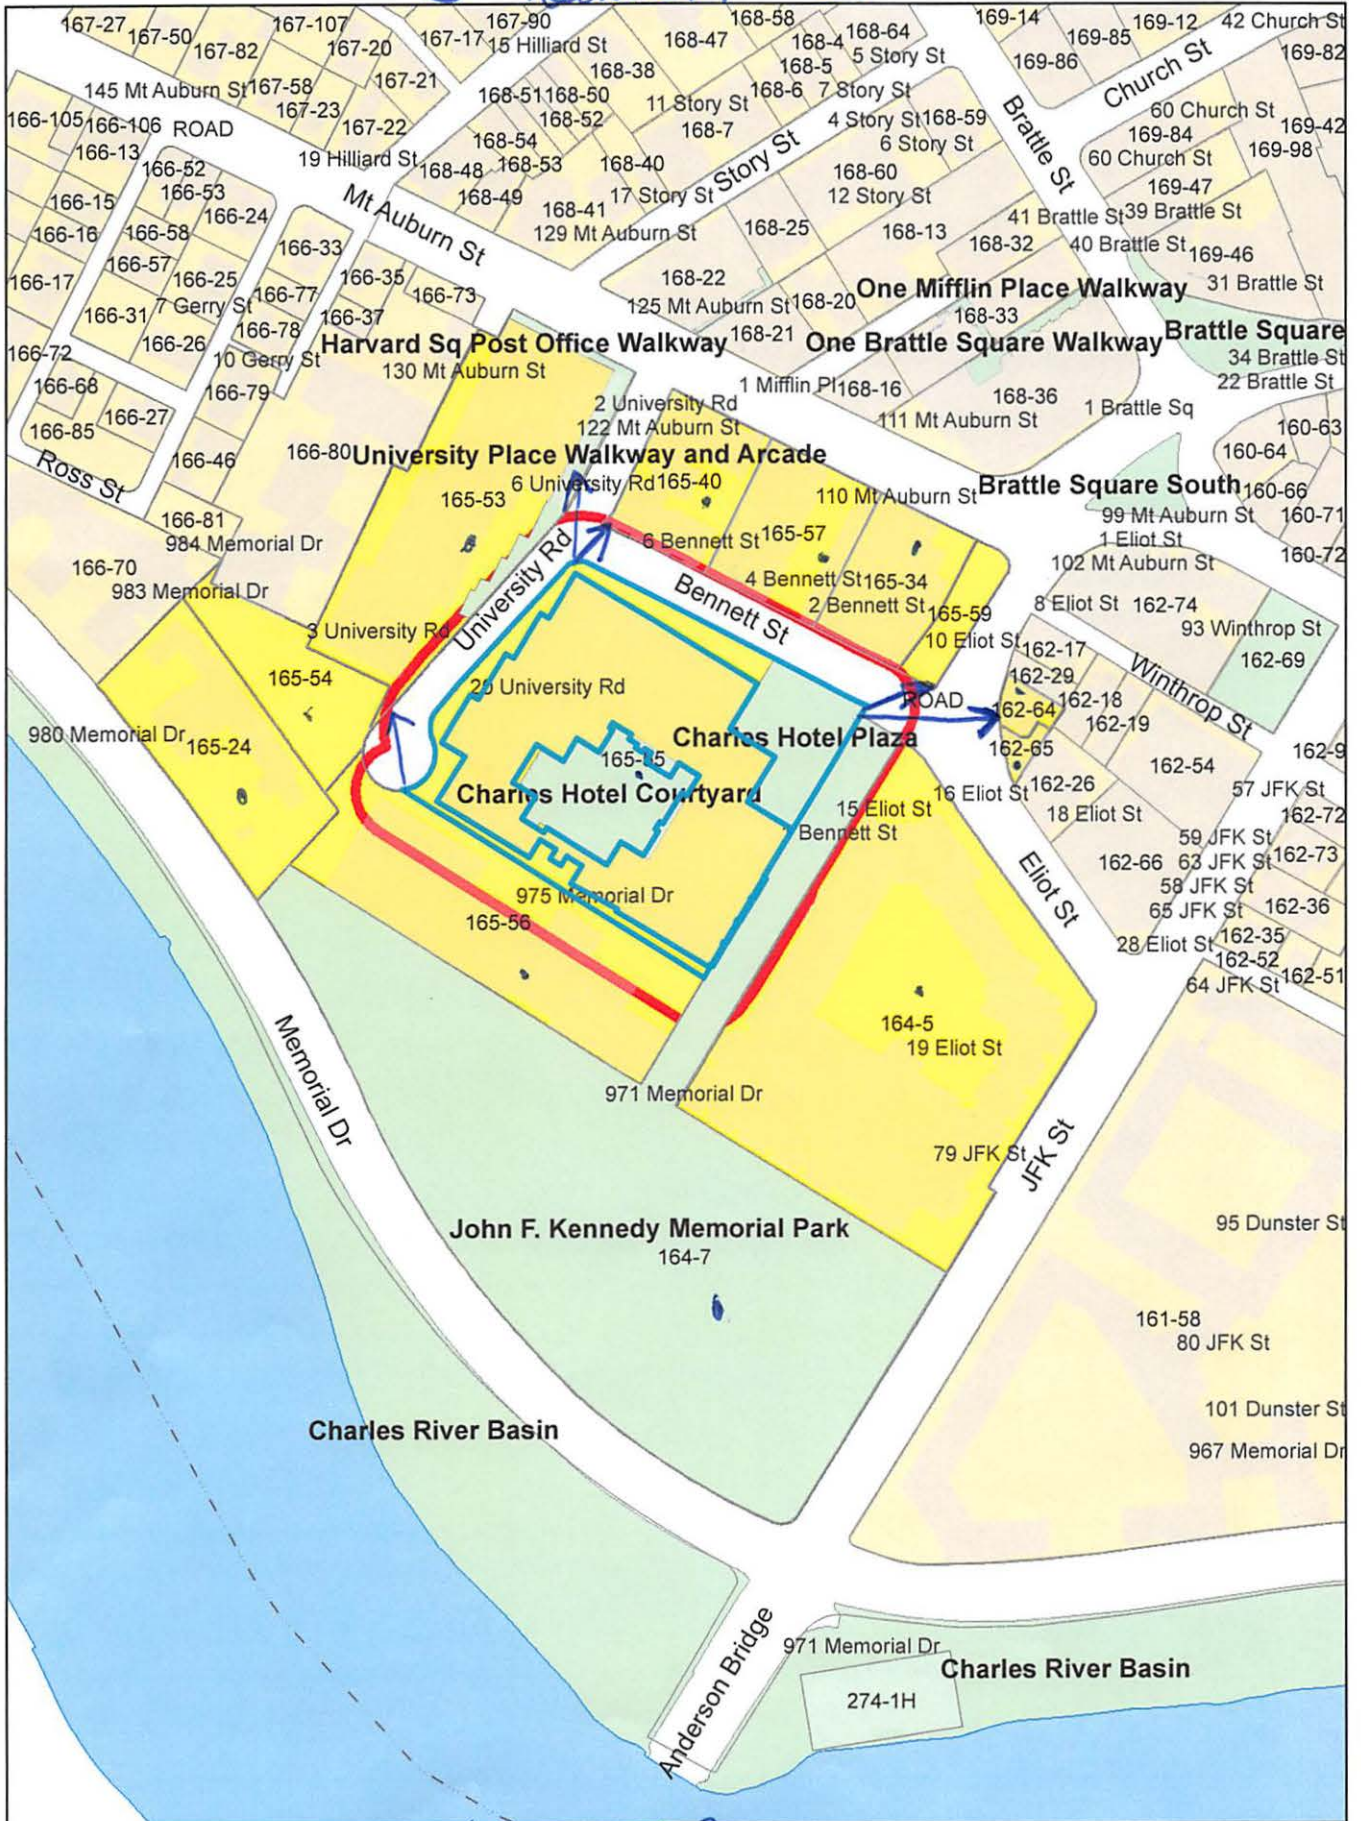 167-27
167-50
167-82
167-107
167-20
167-17
167-90
15 Hilliard St
168-58
168-47
168-4
168-64
168-5
5 Story St
169-14
169-12
42 Church St
169-85
169-86
169-82
Church St
145 Mt Auburn St
167-58
167-21
168-38
167-23
168-51
168-50
11 Story St
168-6
7 Story St
166-105
166-106
ROAD
167-22
168-52
168-7
4 Story St
168-59
6 Story St
Brattle St
60 Church St
169-84
169-42
60 Church St
169-98
166-13
166-52
19 Hilliard St
168-54
168-48
168-53
168-40
Story St
168-60
12 Story St
169-47
166-15
166-53
166-24
Mt Auburn St
168-49
168-41
17 Story St
129 Mt Auburn St
168-25
168-13
41 Brattle St
39 Brattle St
168-32
40 Brattle St
169-46
166-16
166-58
166-33
166-17
166-57
166-25
166-35
168-22
One Mifflin Place Walkway
31 Brattle St
7 Gerry St
166-77
166-73
125 Mt Auburn St
168-20
168-33
166-31
166-78
166-37
168-21
One Brattle Square Walkway
Brattle Square
166-26
Harvard Sq Post Office Walkway
34 Brattle St
166-72
10 Gerry St
130 Mt Auburn St
22 Brattle St
166-68
166-79
1 Mifflin Pl
168-16
168-36
1 Brattle Sq
166-27
2 University Rd
111 Mt Auburn St
122 Mt Auburn St
160-63
166-85
166-80
University Place Walkway and Arcade
160-64
Ross St
166-46
165-53
6 University Rd
165-40
110 Mt Auburn St
Brattle Square South
160-66
166-81
99 Mt Auburn St
160-71
984 Memorial Dr
6 Bennett St
165-57
1 Eliot St
166-70
University Rd
102 Mt Auburn St
160-72
983 Memorial Dr
Bennett St
4 Bennett St
165-34
2 Bennett St
165-59
8 Eliot St
162-74
3 University Rd
10 Eliot St
93 Winthrop St
162-17
162-69
165-54
20 University Rd
162-29
Winthrop St
ROAD
162-64
162-18
162-19
980 Memorial Dr
165-24
Charles Hotel Plaza
162-65
162-9
165-85
162-54
Charles Hotel Courtyard
16 Eliot St
162-26
57 JFK St
15 Eliot St
18 Eliot St
162-72
Bennett St
59 JFK St
162-66
63 JFK St
162-73
58 JFK St
975 Memorial Dr
65 JFK St
162-36
165-56
Eliot St
28 Eliot St
162-35
162-52
64 JFK St
162-51
164-5
19 Eliot St
Memorial Dr
971 Memorial Dr
79 JFK St
JFK St
95 Dunster St
John F. Kennedy Memorial Park
164-7
161-58
80 JFK St
101 Dunster St
Charles River Basin
967 Memorial Dr
Anderson Bridge
971 Memorial Dr
Charles River Basin
274-1H